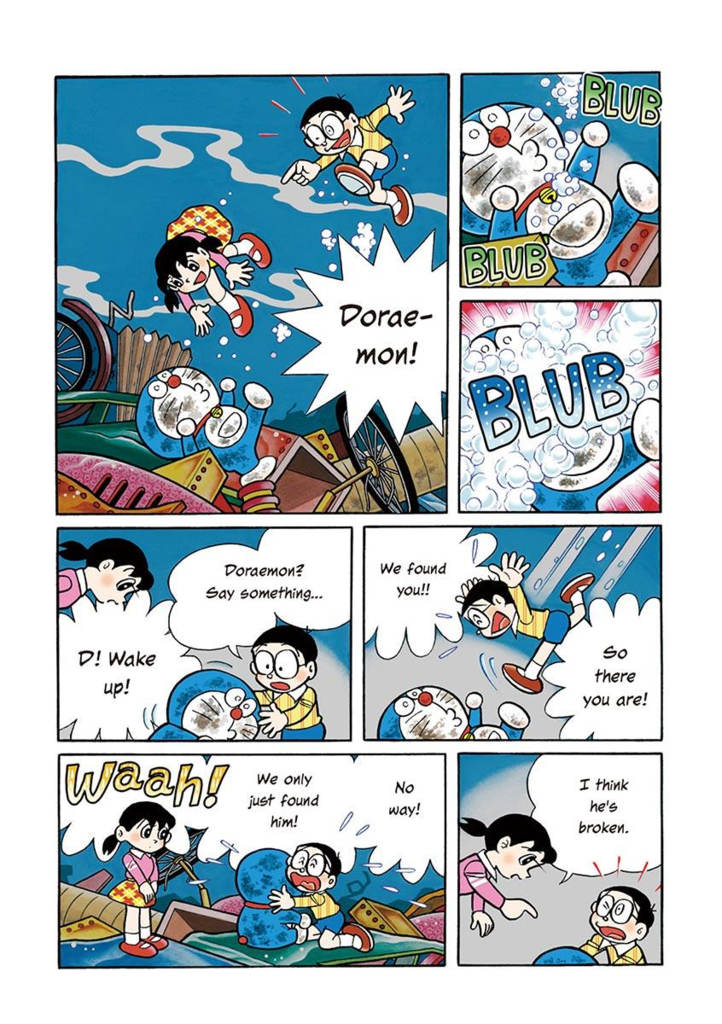 BLUB
BLUB
BLUB
Dorae-
mon!
So
there
you are!
We found
you!!
Doraemon?
Say something...
D! Wake
up!
I think
he's
broken.
No
way!
We only
just found
him!
Waah!